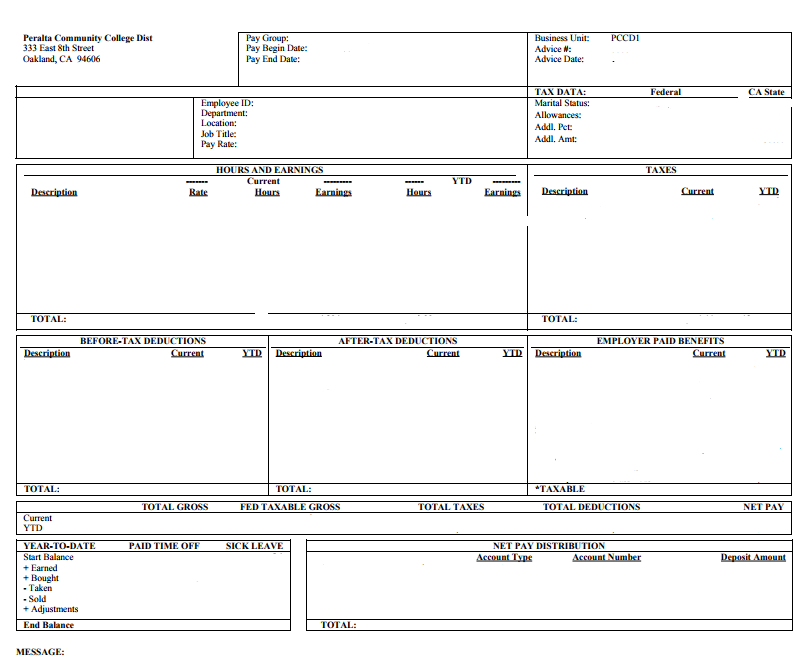 Peralta Community College Dist
333 East 8th Street
Oakland, CA 94606
Pay Group:
Pay Begin Date:
Pay End Date:
Business Unit: PCCD1
Advice #:
Advice Date:
Employee ID:
Department:
Location:
Job Title:
Pay Rate:
TAX DATA: Federal CA State
Marital Status:
Allowances:
Addl. Pct:
Addl. Amt:
HOURS AND EARNINGS
------- Current --------- ------ YTD ---------
Description Rate Hours Earnings Hours Earnings
TOTAL:
TAXES
Description Current YTD
TOTAL:
BEFORE-TAX DEDUCTIONS
Description Current YTD
TOTAL:
AFTER-TAX DEDUCTIONS
Description Current YTD
TOTAL:
EMPLOYER PAID BENEFITS
Description Current YTD
*TAXABLE
TOTAL GROSS FED TAXABLE GROSS TOTAL TAXES TOTAL DEDUCTIONS NET PAY
Current
YTD
YEAR-TO-DATE PAID TIME OFF SICK LEAVE
Start Balance
+ Earned
+ Bought
- Taken
- Sold
+ Adjustments
End Balance
NET PAY DISTRIBUTION
Account Type Account Number Deposit Amount
TOTAL:
MESSAGE: